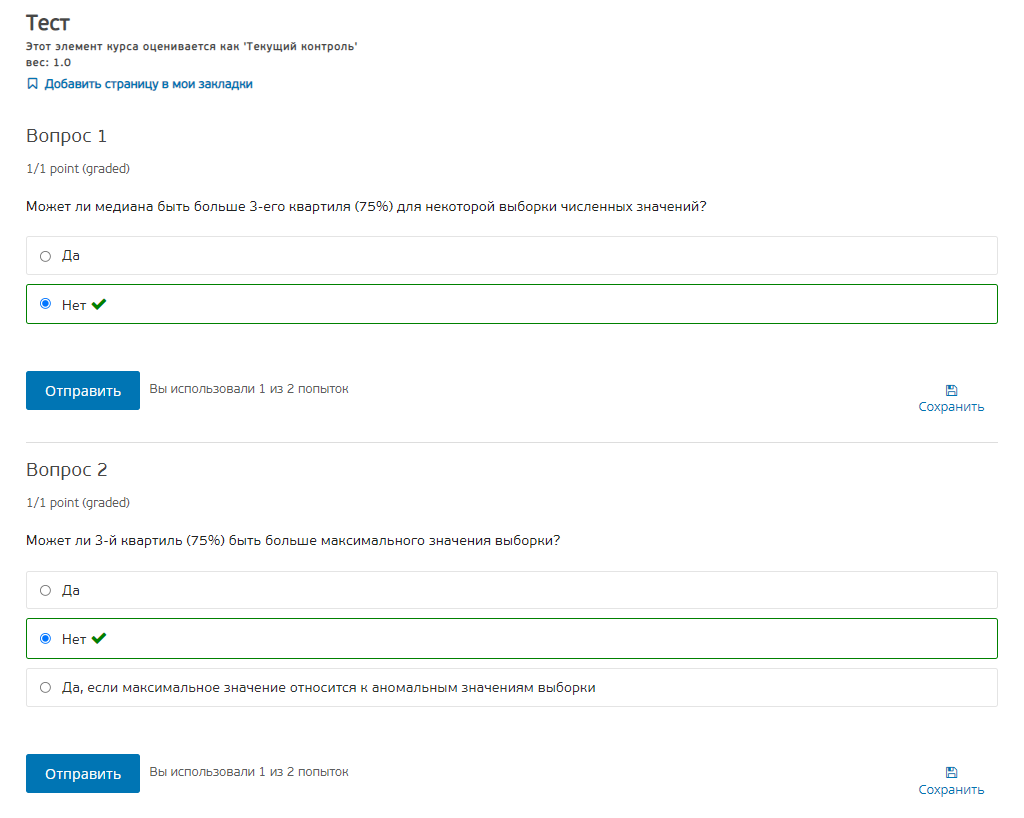 Тест
Этот элемент курса оценивается как 'Текущий контроль'
вес: 1.0
Добавить страницу в мои закладки
Вопрос 1
1/1 point (graded)
Может ли медиана быть больше 3-его квартиля (75%) для некоторой выборки численных значений?
Да
Нет
Отправить
Вы использовали 1 из 2 попыток
Сохранить
Вопрос 2
1/1 point (graded)
Может ли 3-й квартиль (75%) быть больше максимального значения выборки?
Да
Нет
Да, если максимальное значение относится к аномальным значениям выборки
Отправить
Вы использовали 1 из 2 попыток
Сохранить